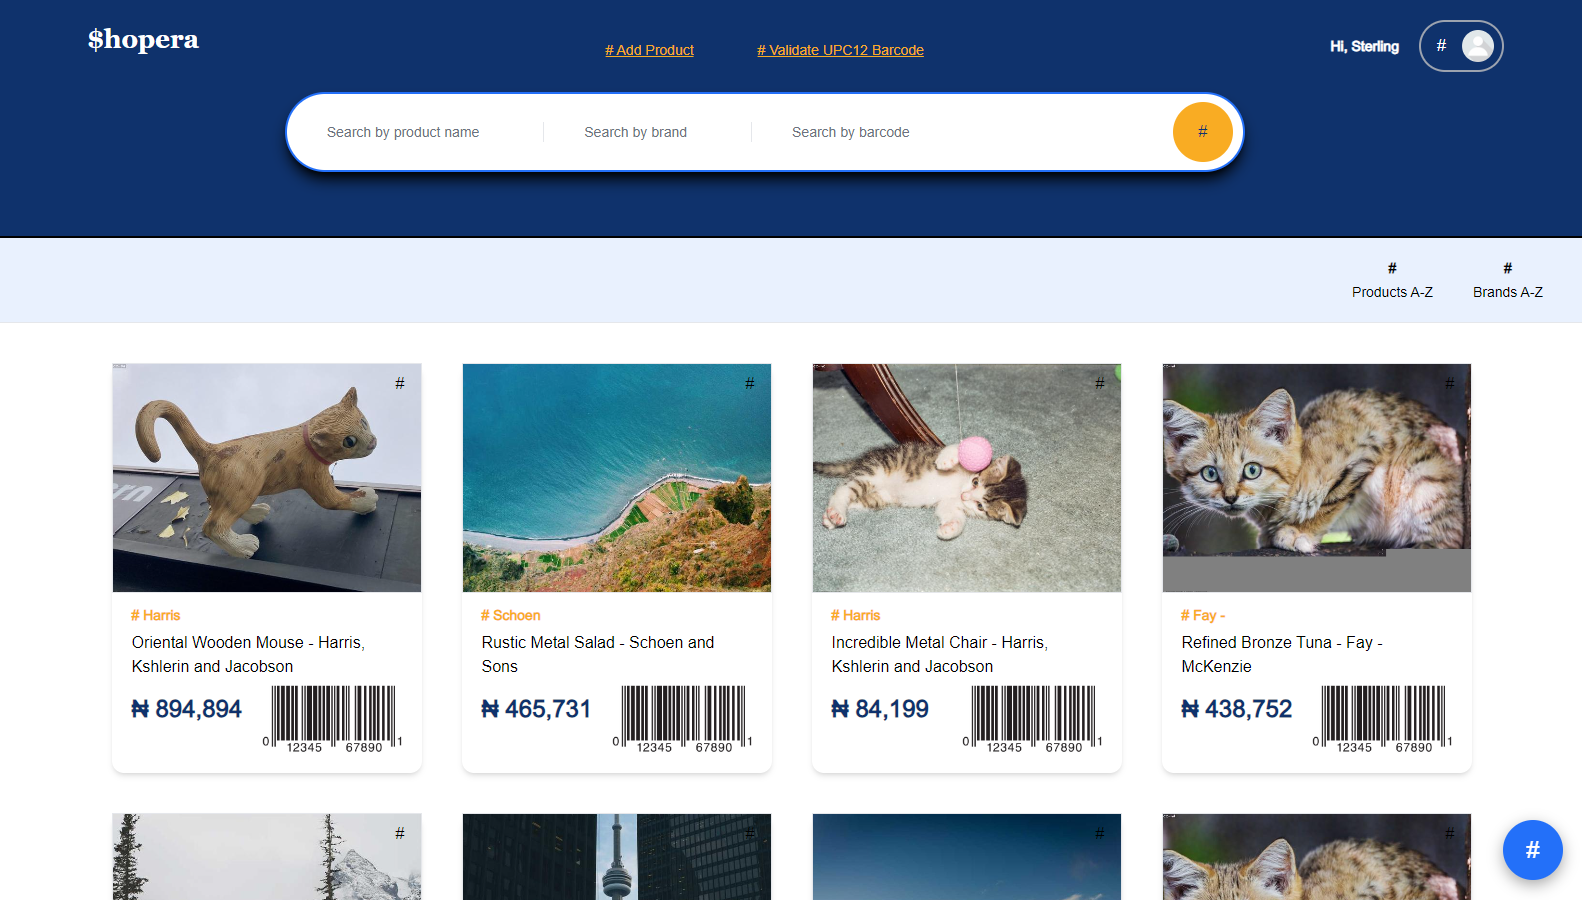 $hopera
# Add Product
# Validate UPC12 Barcode
Hi, Sterling
#
Search by product name
Search by brand
Search by barcode
#
#
Products A-Z
#
Brands A-Z
#
#
#
#
# Harris
Oriental Wooden Mouse - Harris,
Kshlerin and Jacobson
₦ 894,894
0 12345 67890 1
# Schoen
Rustic Metal Salad - Schoen and
Sons
₦ 465,731
0 12345 67890 1
# Harris
Incredible Metal Chair - Harris,
Kshlerin and Jacobson
₦ 84,199
0 12345 67890 1
# Fay -
Refined Bronze Tuna - Fay -
McKenzie
₦ 438,752
0 12345 67890 1
#
#
#
#
#